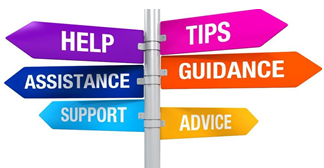 HELP
TIPS
ASSISTANCE
GUIDANCE
SUPPORT
ADVICE